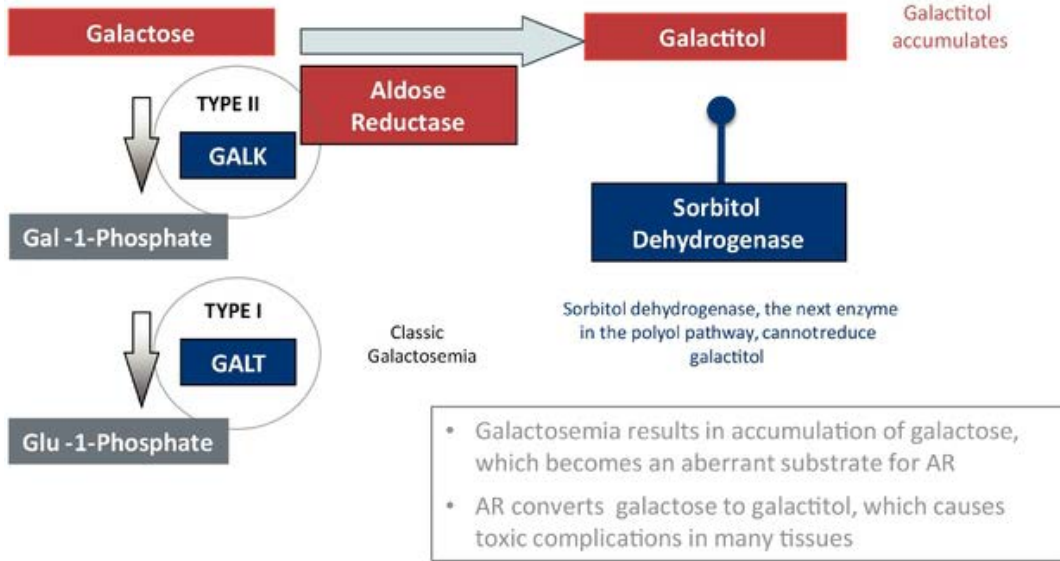 Galactose
Galactitol
Galactitol
accumulates
TYPE II
GALK
Aldose
Reductase
Gal -1-Phosphate
Sorbitol
Dehydrogenase
TYPE I
GALT
Classic
Galactosemia
Sorbitol dehydrogenase, the next enzyme
in the polyol pathway, cannotreduce
galactitol
Glu -1-Phosphate
• Galactosemia results in accumulation of galactose,
which becomes an aberrant substrate for AR
• AR converts galactose to galactitol, which causes
toxic complications in many tissues